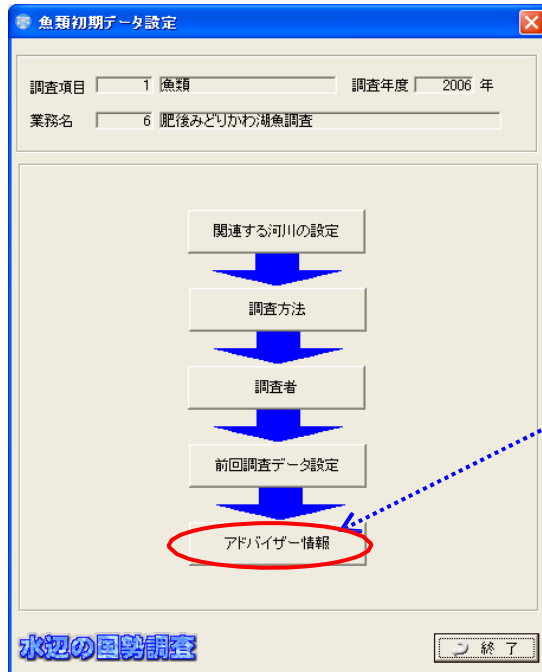 魚類初期データ設定
調査項目 1 魚類 調査年度 2006 年
業務名 6 肥後みどりかわ湖魚調査
関連する河川の設定
調査方法
調査者
前回調査データ設定
アドバイザー情報
水辺の国勢調査
終了